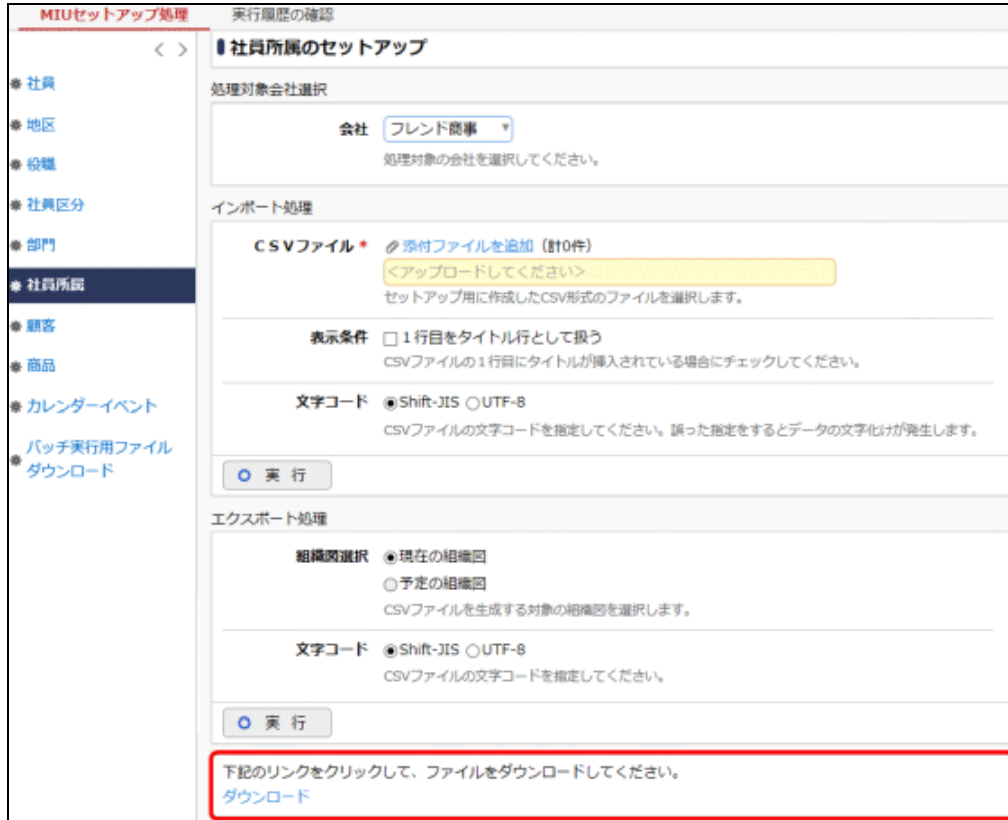 MIUセットアップ処理 実行履歴の確認
< >
社員所属のセットアップ
社員
処理対象会社選択
地区
会社 フレンド商事
処理対象の会社を選択してください。
役職
社員区分
インポート処理
部門
CSVファイル * 添付ファイルを追加 (計0件)
<アップロードしてください>
セットアップ用に作成したCSV形式のファイルを選択します。
社員所属
顧客
表示条件 1行目をタイトル行として扱う
CSVファイルの1行目にタイトルが挿入されている場合にチェックしてください。
商品
カレンダーイベント
文字コード Shift-JIS UTF-8
CSVファイルの文字コードを指定してください。誤った指定をするとデータの文字化けが発生します。
バッチ実行用ファイル
ダウンロード
実 行
エクスポート処理
組織図選択 現在の組織図
予定の組織図
CSVファイルを生成する対象の組織図を選択します。
文字コード Shift-JIS UTF-8
CSVファイルの文字コードを指定してください。
実 行
下記のリンクをクリックして、ファイルをダウンロードしてください。
ダウンロード